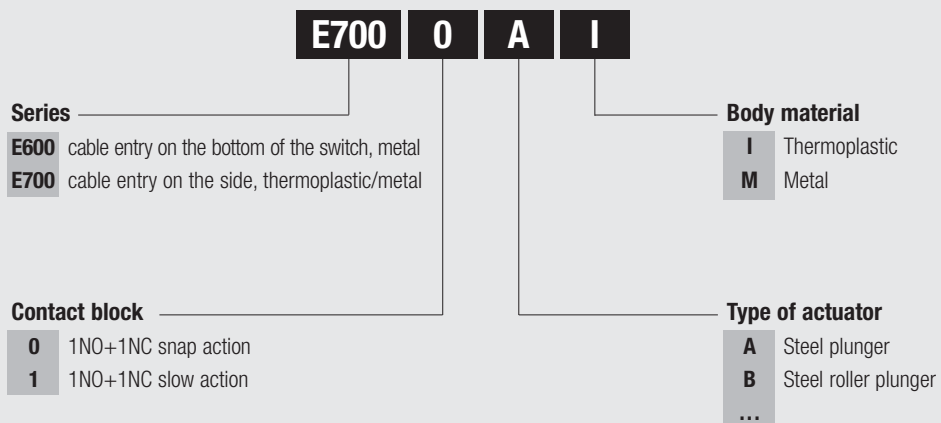 E700 0 A I
Series
E600 cable entry on the bottom of the switch, metal
E700 cable entry on the side, thermoplastic/metal
Body material
I Thermoplastic
M Metal
Contact block
0 1NO+1NC snap action
1 1NO+1NC slow action
Type of actuator
A Steel plunger
B Steel roller plunger
...